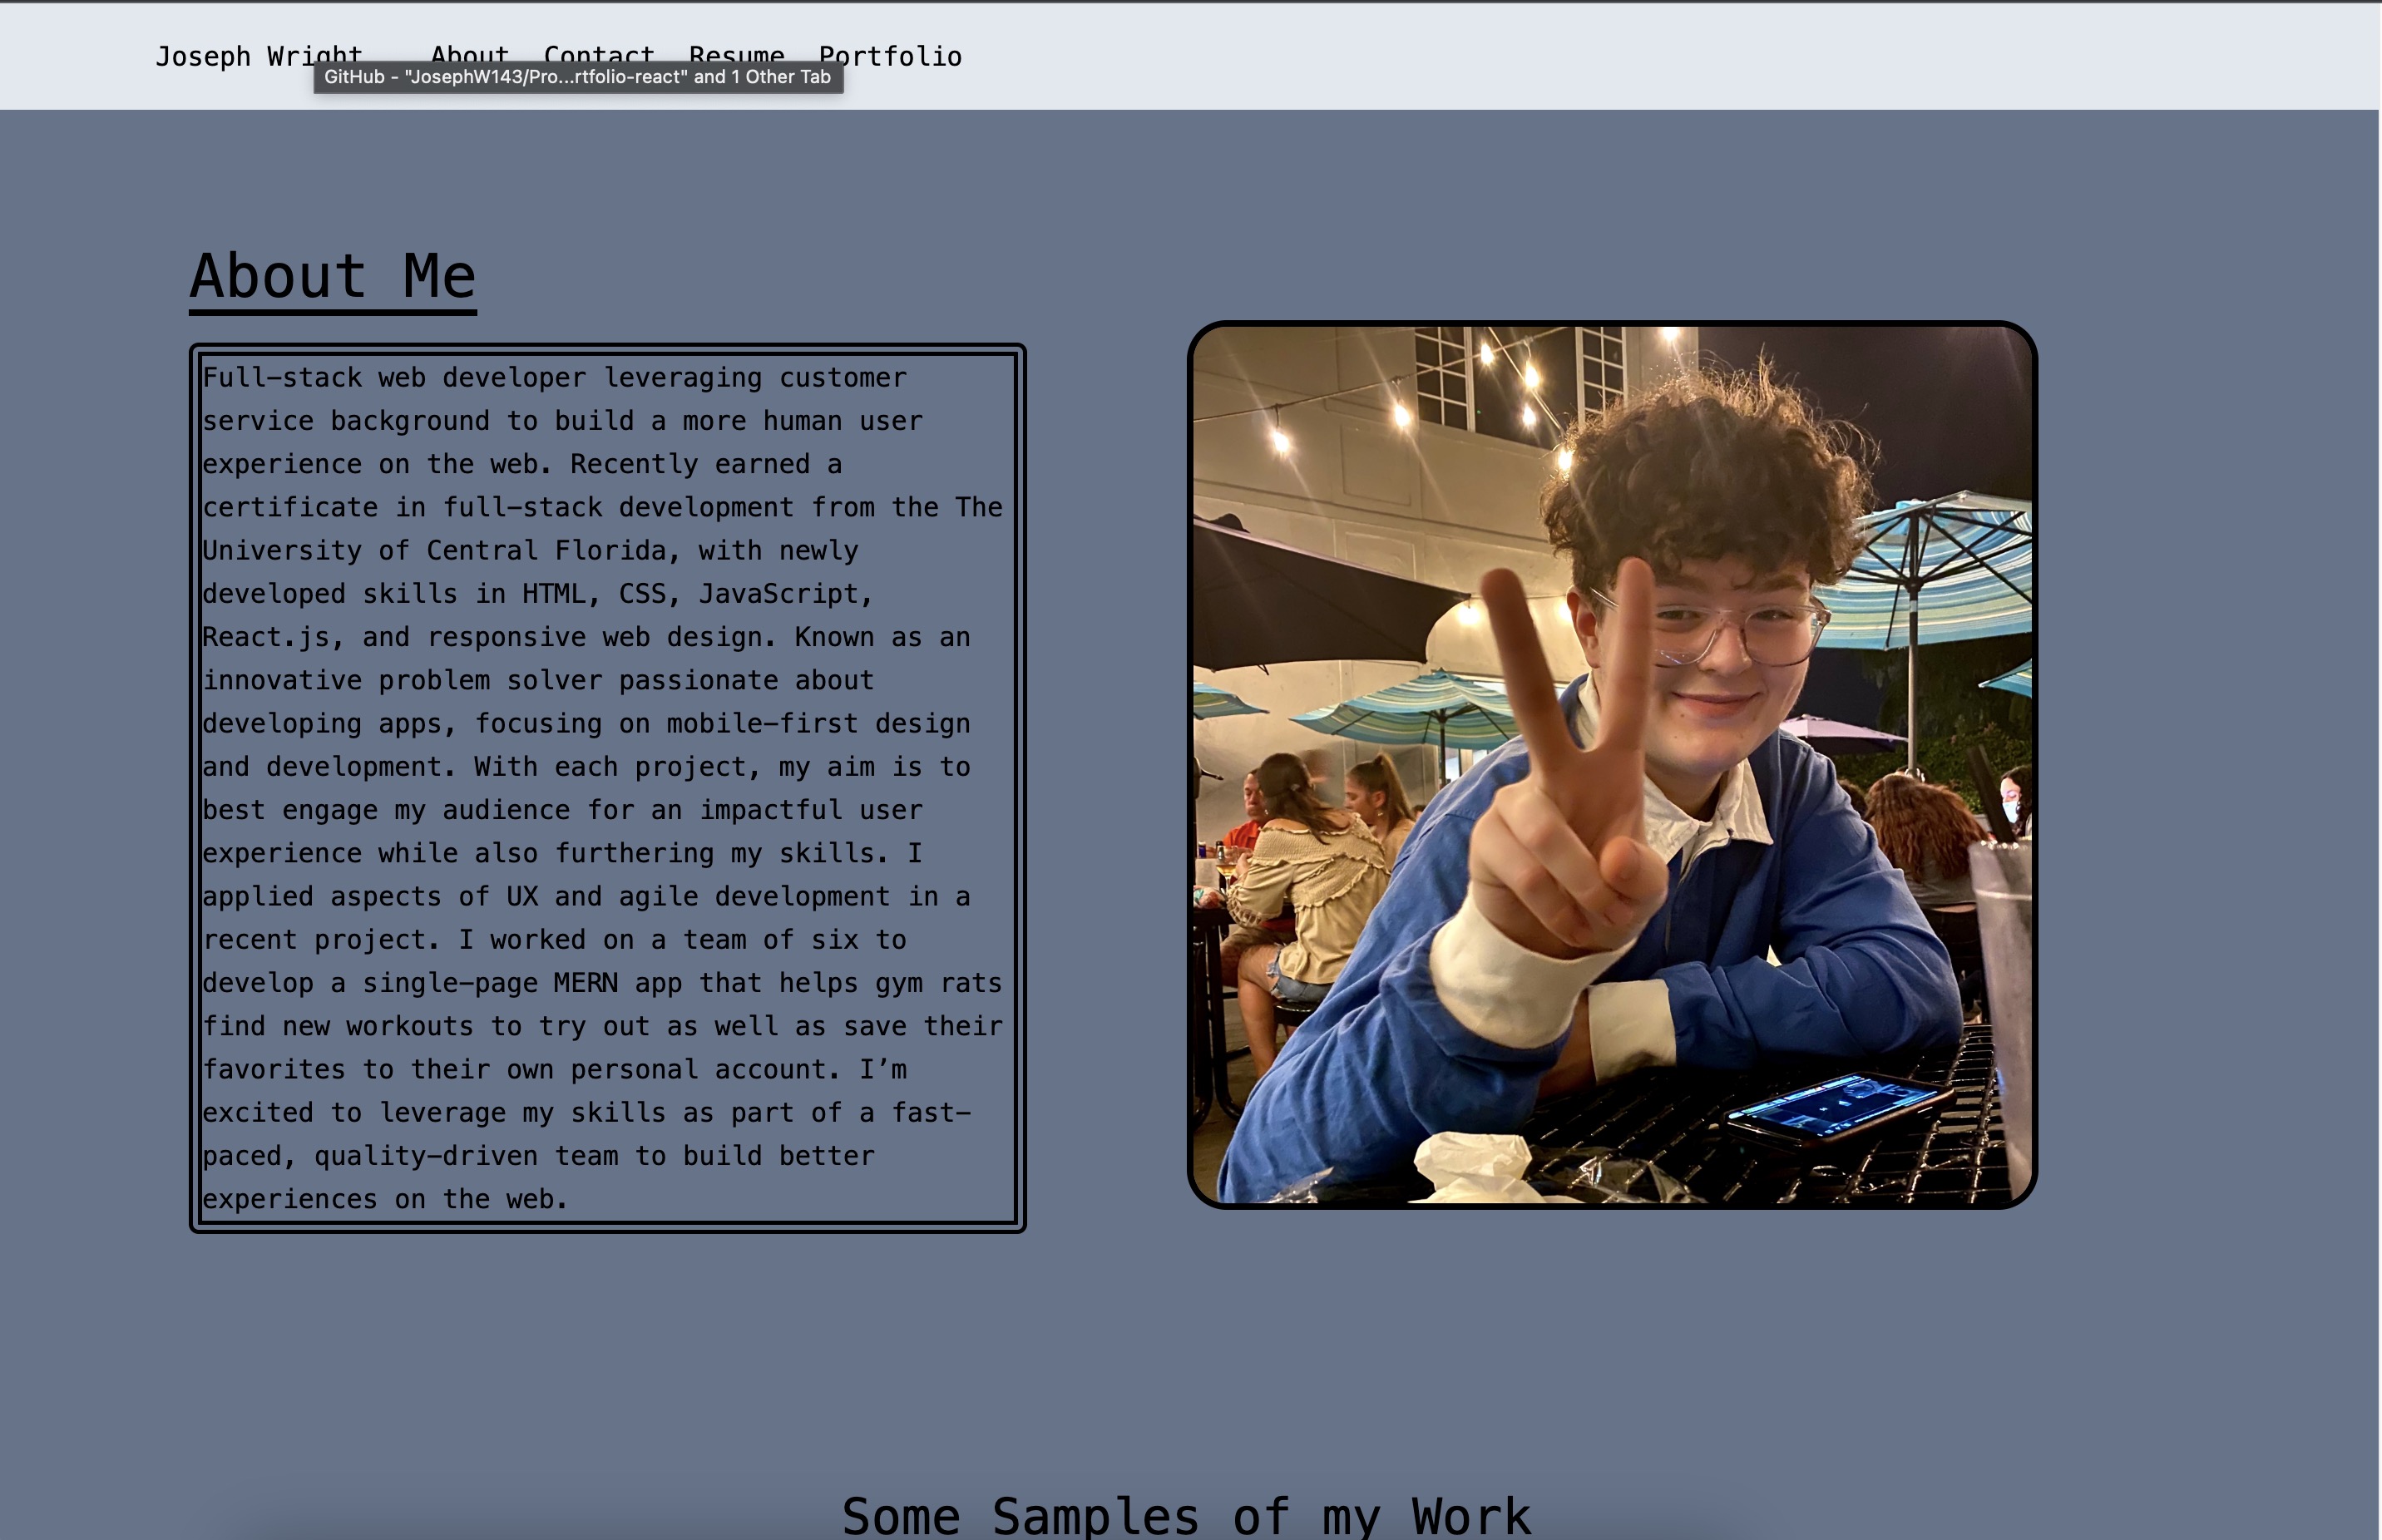 Joseph Wright About Contact Resume Portfolio
GitHub - "JosephW143/Pro...rtfolio-react" and 1 Other Tab
About Me
Full-stack web developer leveraging customer
service background to build a more human user
experience on the web. Recently earned a
certificate in full-stack development from the The
University of Central Florida, with newly
developed skills in HTML, CSS, JavaScript,
React.js, and responsive web design. Known as an
innovative problem solver passionate about
developing apps, focusing on mobile-first design
and development. With each project, my aim is to
best engage my audience for an impactful user
experience while also furthering my skills. I
applied aspects of UX and agile development in a
recent project. I worked on a team of six to
develop a single-page MERN app that helps gym rats
find new workouts to try out as well as save their
favorites to their own personal account. I’m
excited to leverage my skills as part of a fast-
paced, quality-driven team to build better
experiences on the web.
Some Samples of my Work